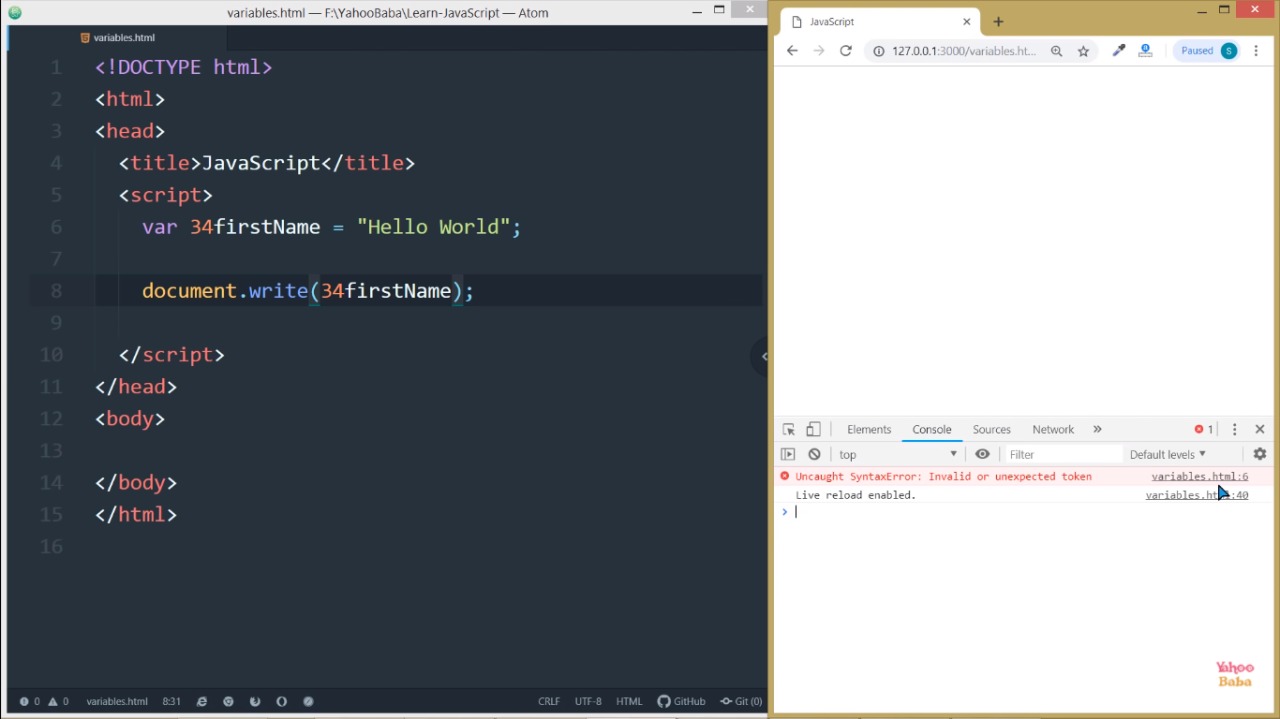 variables.html — F:\YahooBaba\Learn-JavaScript — Atom
variables.html
1 <!DOCTYPE html>
2 <html>
3 <head>
4 <title>JavaScript</title>
5 <script>
6 var 34firstName = "Hello World";
7
8 document.write(34firstName);
9
10 </script>
11 </head>
12 <body>
13
14 </body>
15 </html>
16
0 0 variables.html 8:31 CRLF UTF-8 HTML GitHub Git (0)
JavaScript
127.0.0.1:3000/variables.ht... Paused S
Elements Console Sources Network » 1
top Filter Default levels
Uncaught SyntaxError: Invalid or unexpected token variables.html:6
Live reload enabled. :40
Yahoo
Baba